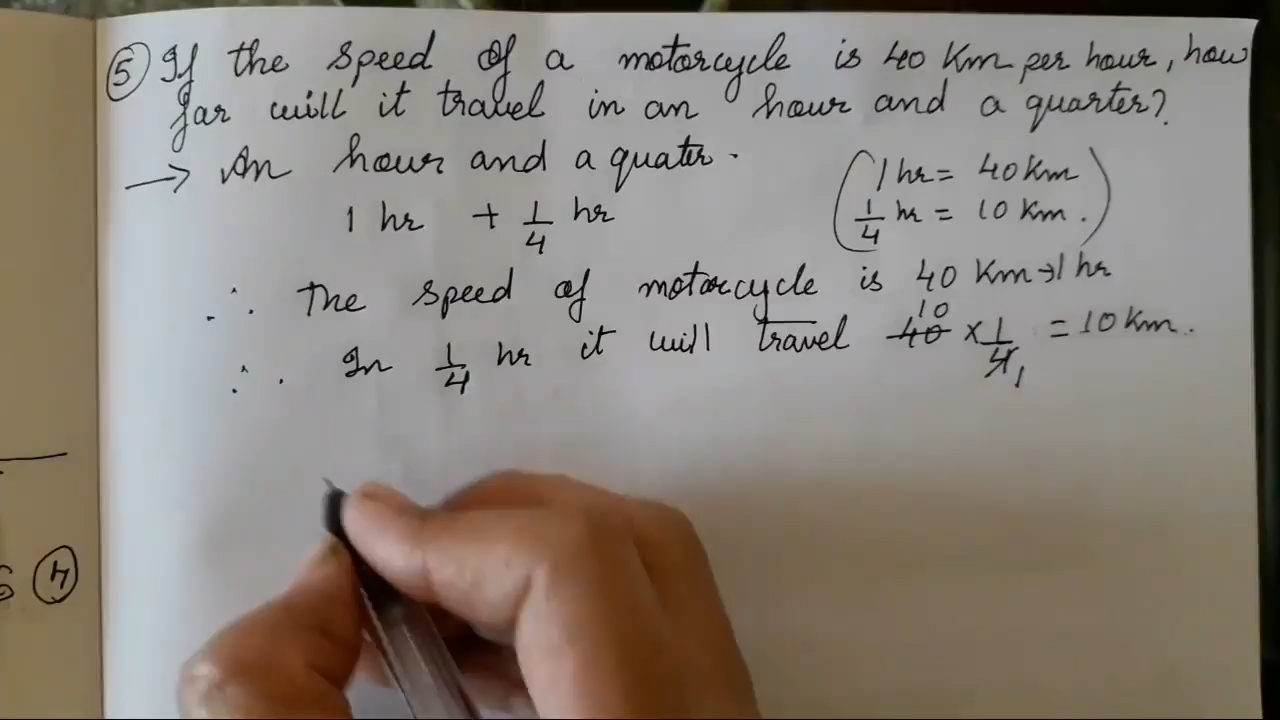 ⑤ If the speed of a motorcycle is 40 Km per hour, how
far will it travel in an hour and a quarter?
→ An hour and a quater.
(1 hr = 40 Km
1/4 hr = 10 Km.)
1 hr + 1/4 hr
∴ The speed of motorcycle is 40 Km → 1 hr
∴ In 1/4 hr it will travel 40 10 × 1/4 1 = 10 Km.
4